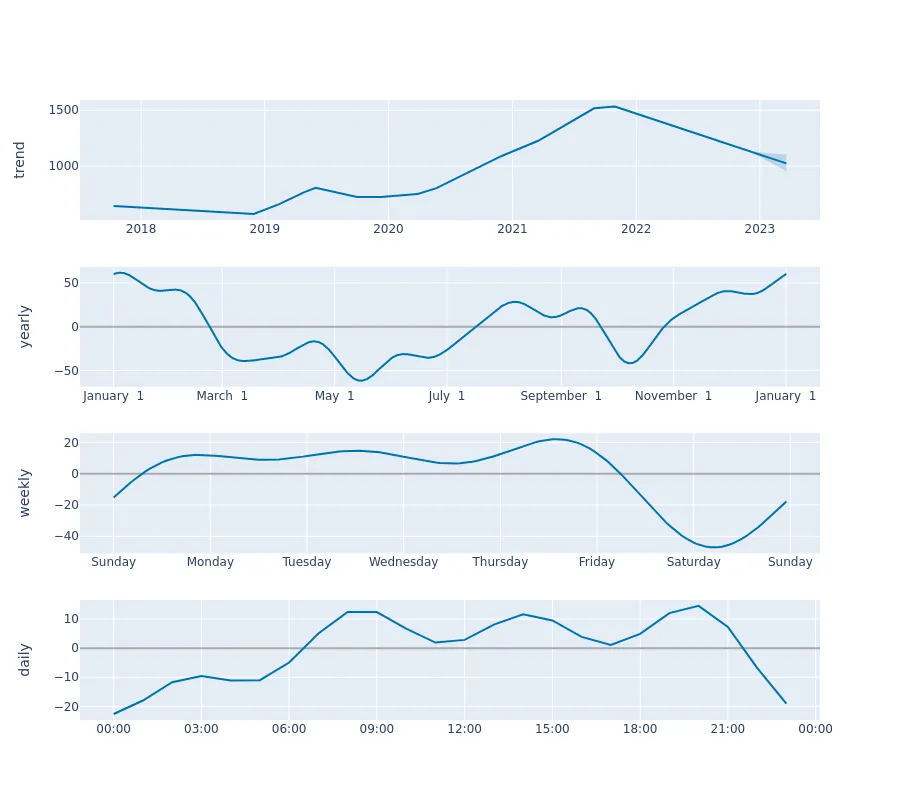 trend
1500
1000
2018 2019 2020 2021 2022 2023
yearly
50
0
−50
January 1 March 1 May 1 July 1 September 1 November 1 January 1
weekly
20
0
−20
−40
Sunday Monday Tuesday Wednesday Thursday Friday Saturday Sunday
daily
10
0
−10
−20
00:00 03:00 06:00 09:00 12:00 15:00 18:00 21:00 00:00